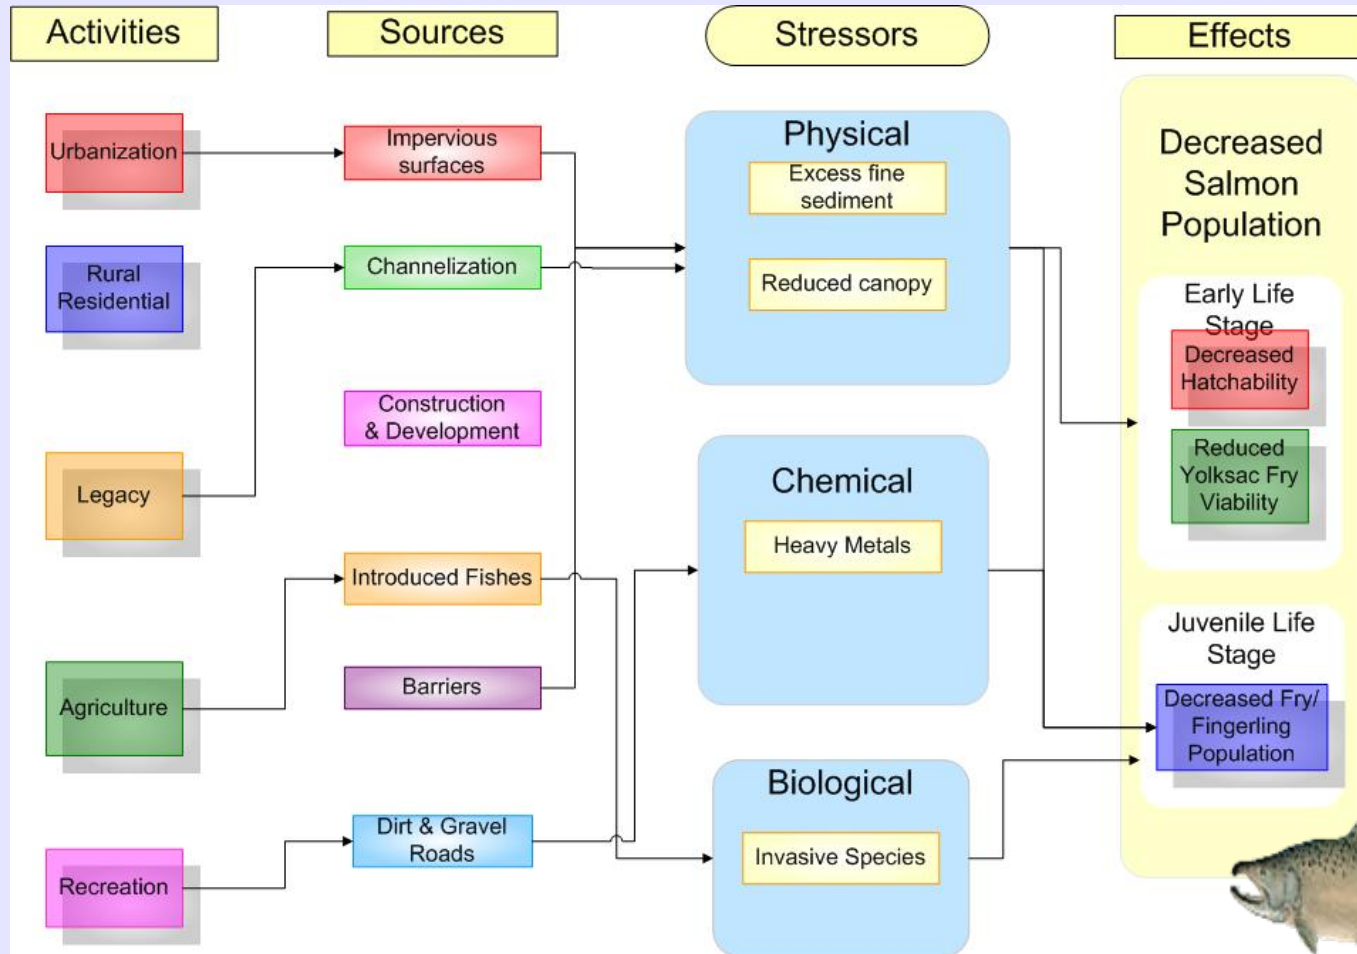 Activities
Sources
Stressors
Effects
Urbanization
Rural
Residential
Legacy
Agriculture
Recreation
Impervious
surfaces
Channelization
Construction
& Development
Introduced Fishes
Barriers
Dirt & Gravel
Roads
Physical
Excess fine
sediment
Reduced canopy
Chemical
Heavy Metals
Biological
Invasive Species
Decreased
Salmon
Population
Early Life
Stage
Decreased
Hatchability
Reduced
Yolksac Fry
Viability
Juvenile Life
Stage
Decreased Fry/
Fingerling
Population